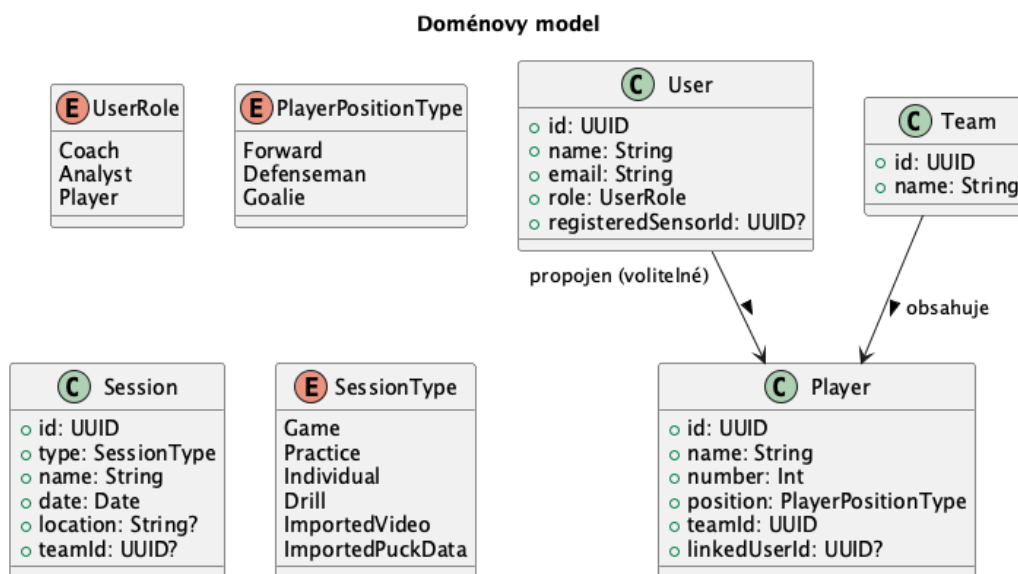 Doménovy model
E UserRole
Coach
Analyst
Player
E PlayerPositionType
Forward
Defenseman
Goalie
C User
id: UUID
name: String
email: String
role: UserRole
registeredSensorId: UUID?
C Team
id: UUID
name: String
propojen (volitelné)
obsahuje
C Session
id: UUID
type: SessionType
name: String
date: Date
location: String?
teamId: UUID?
E SessionType
Game
Practice
Individual
Drill
ImportedVideo
ImportedPuckData
C Player
id: UUID
name: String
number: Int
position: PlayerPositionType
teamId: UUID
linkedUserId: UUID?